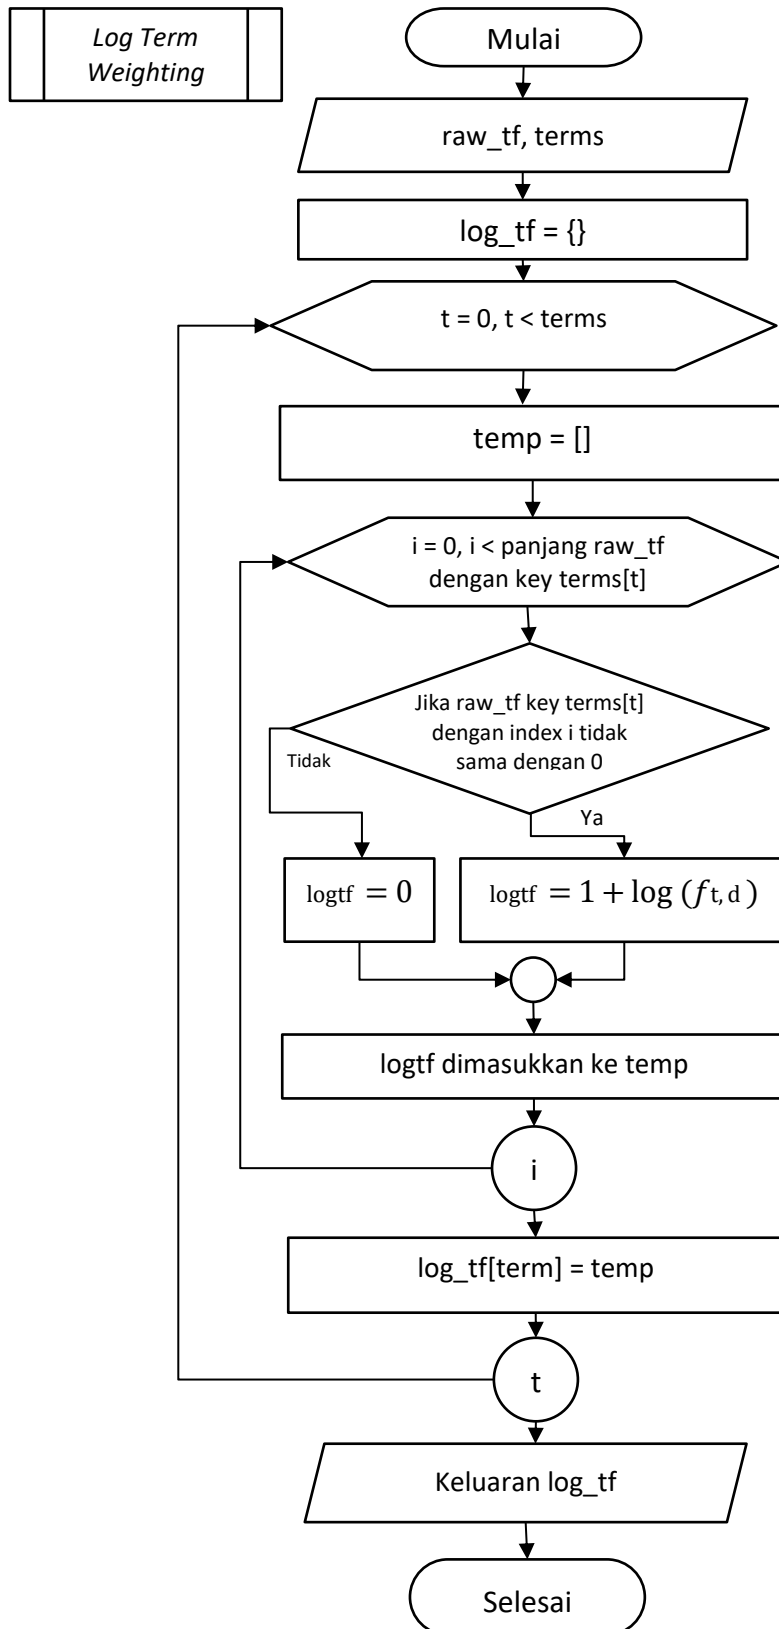 Log Term
Weighting
Mulai
raw_tf, terms
log_tf = {}
t = 0, t < terms
temp = []
i = 0, i < panjang raw_tf
dengan key terms[t]
Jika raw_tf key terms[t]
dengan index i tidak
sama dengan 0
Tidak
Ya
logtf = 0
logtf = 1 + log (f t, d )
logtf dimasukkan ke temp
i
log_tf[term] = temp
t
Keluaran log_tf
Selesai